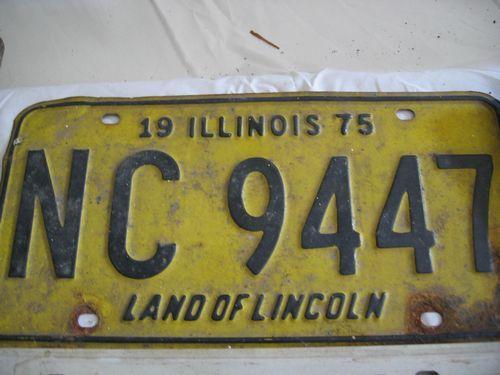 19 ILLINOIS 75
NC 9447
LAND OF LINCOLN